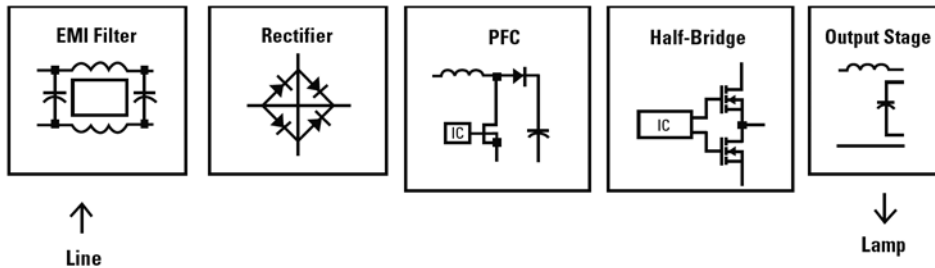 EMI Filter
Rectifier
PFC
Half-Bridge
Output Stage
IC
IC
Line
Lamp